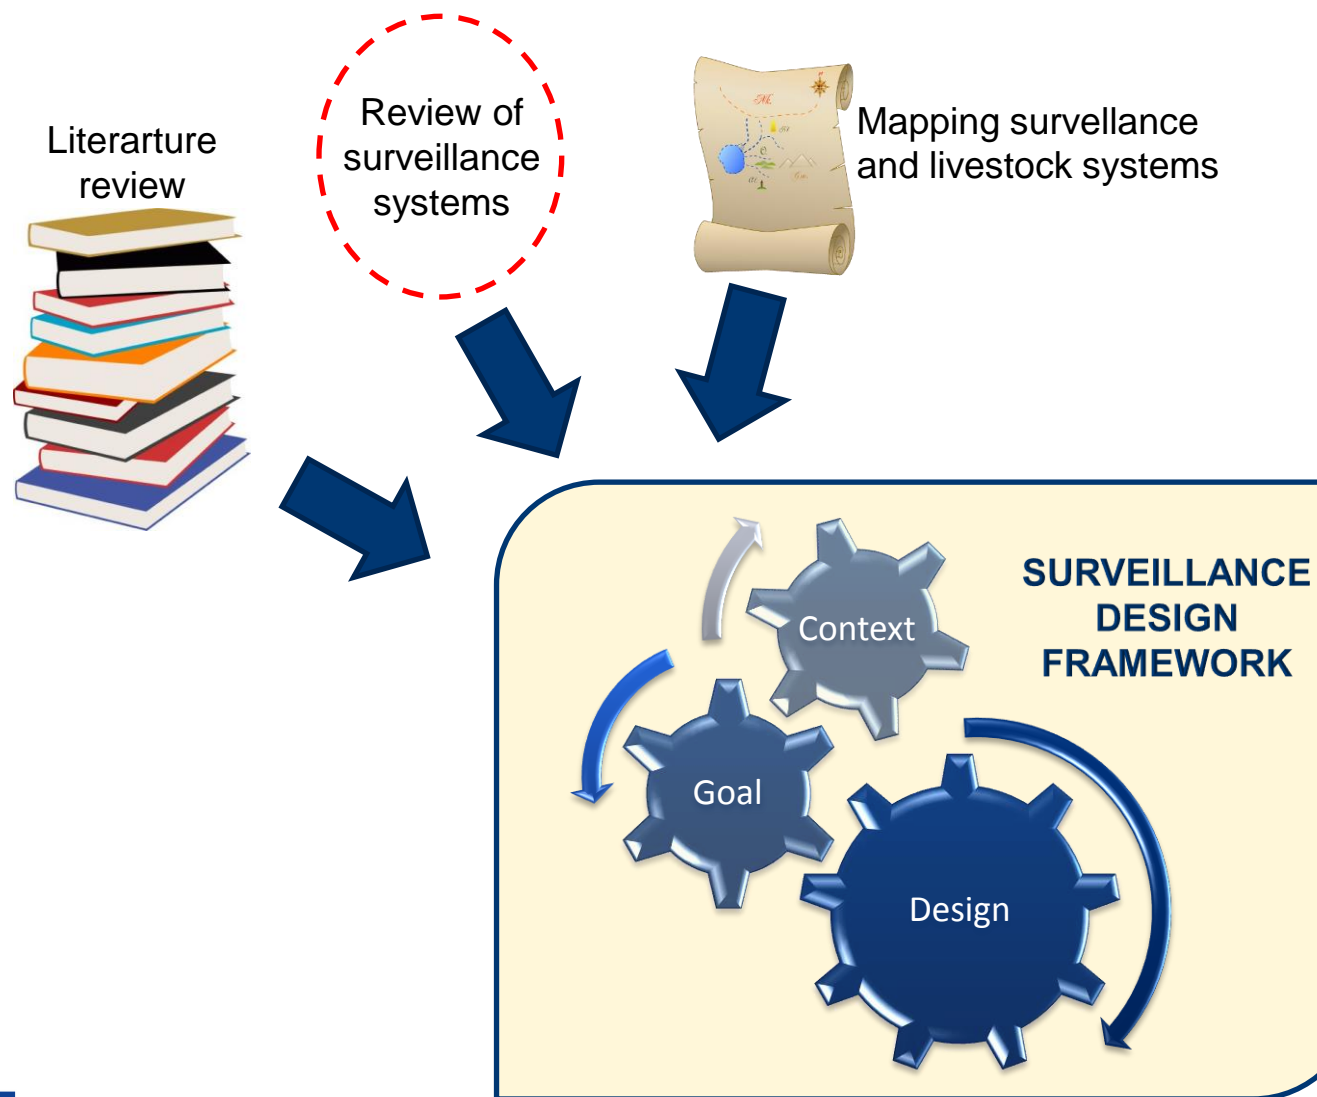 Literarture
review
Review of
surveillance
systems
Mapping survellance
and livestock systems
SURVEILLANCE
DESIGN
FRAMEWORK
Context
Goal
Design